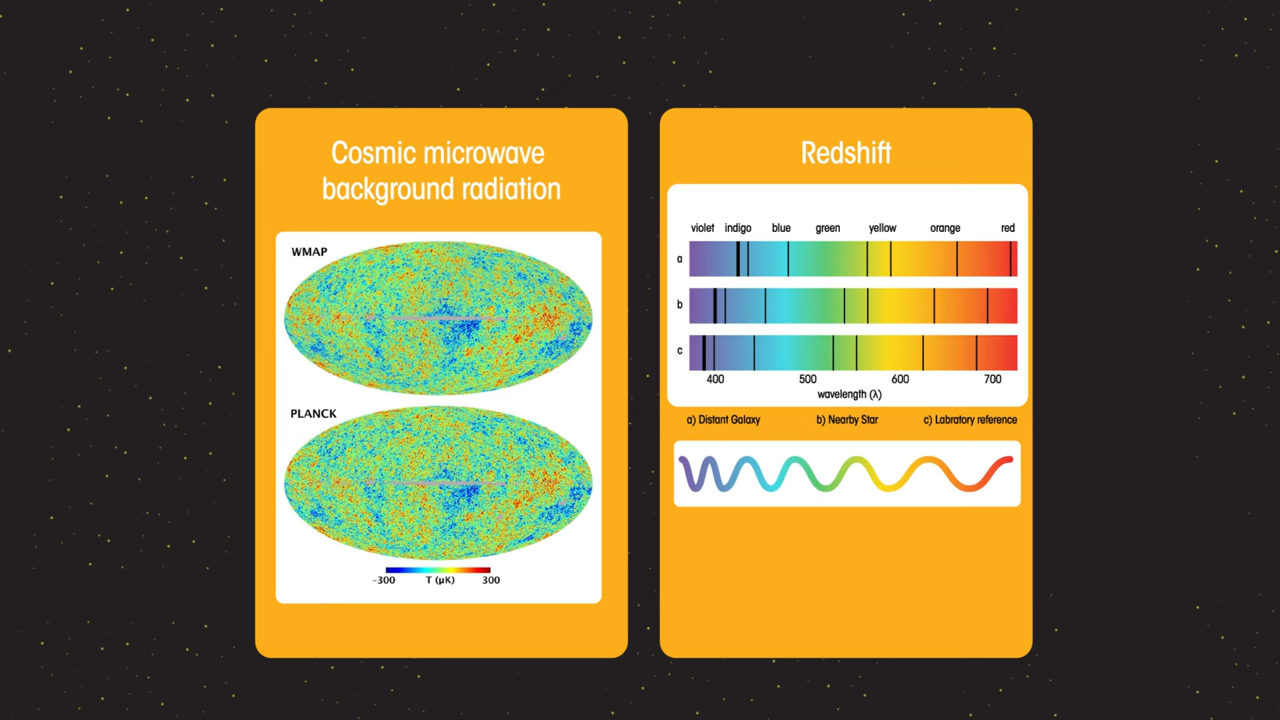 Cosmic microwave
background radiation
WMAP
PLANCK
-300 T (μK) 300
Redshift
violet indigo blue green yellow orange red
a
b
c
400 500 600 700
wavelength (λ)
a) Distant Galaxy b) Nearby Star c) Labratory reference